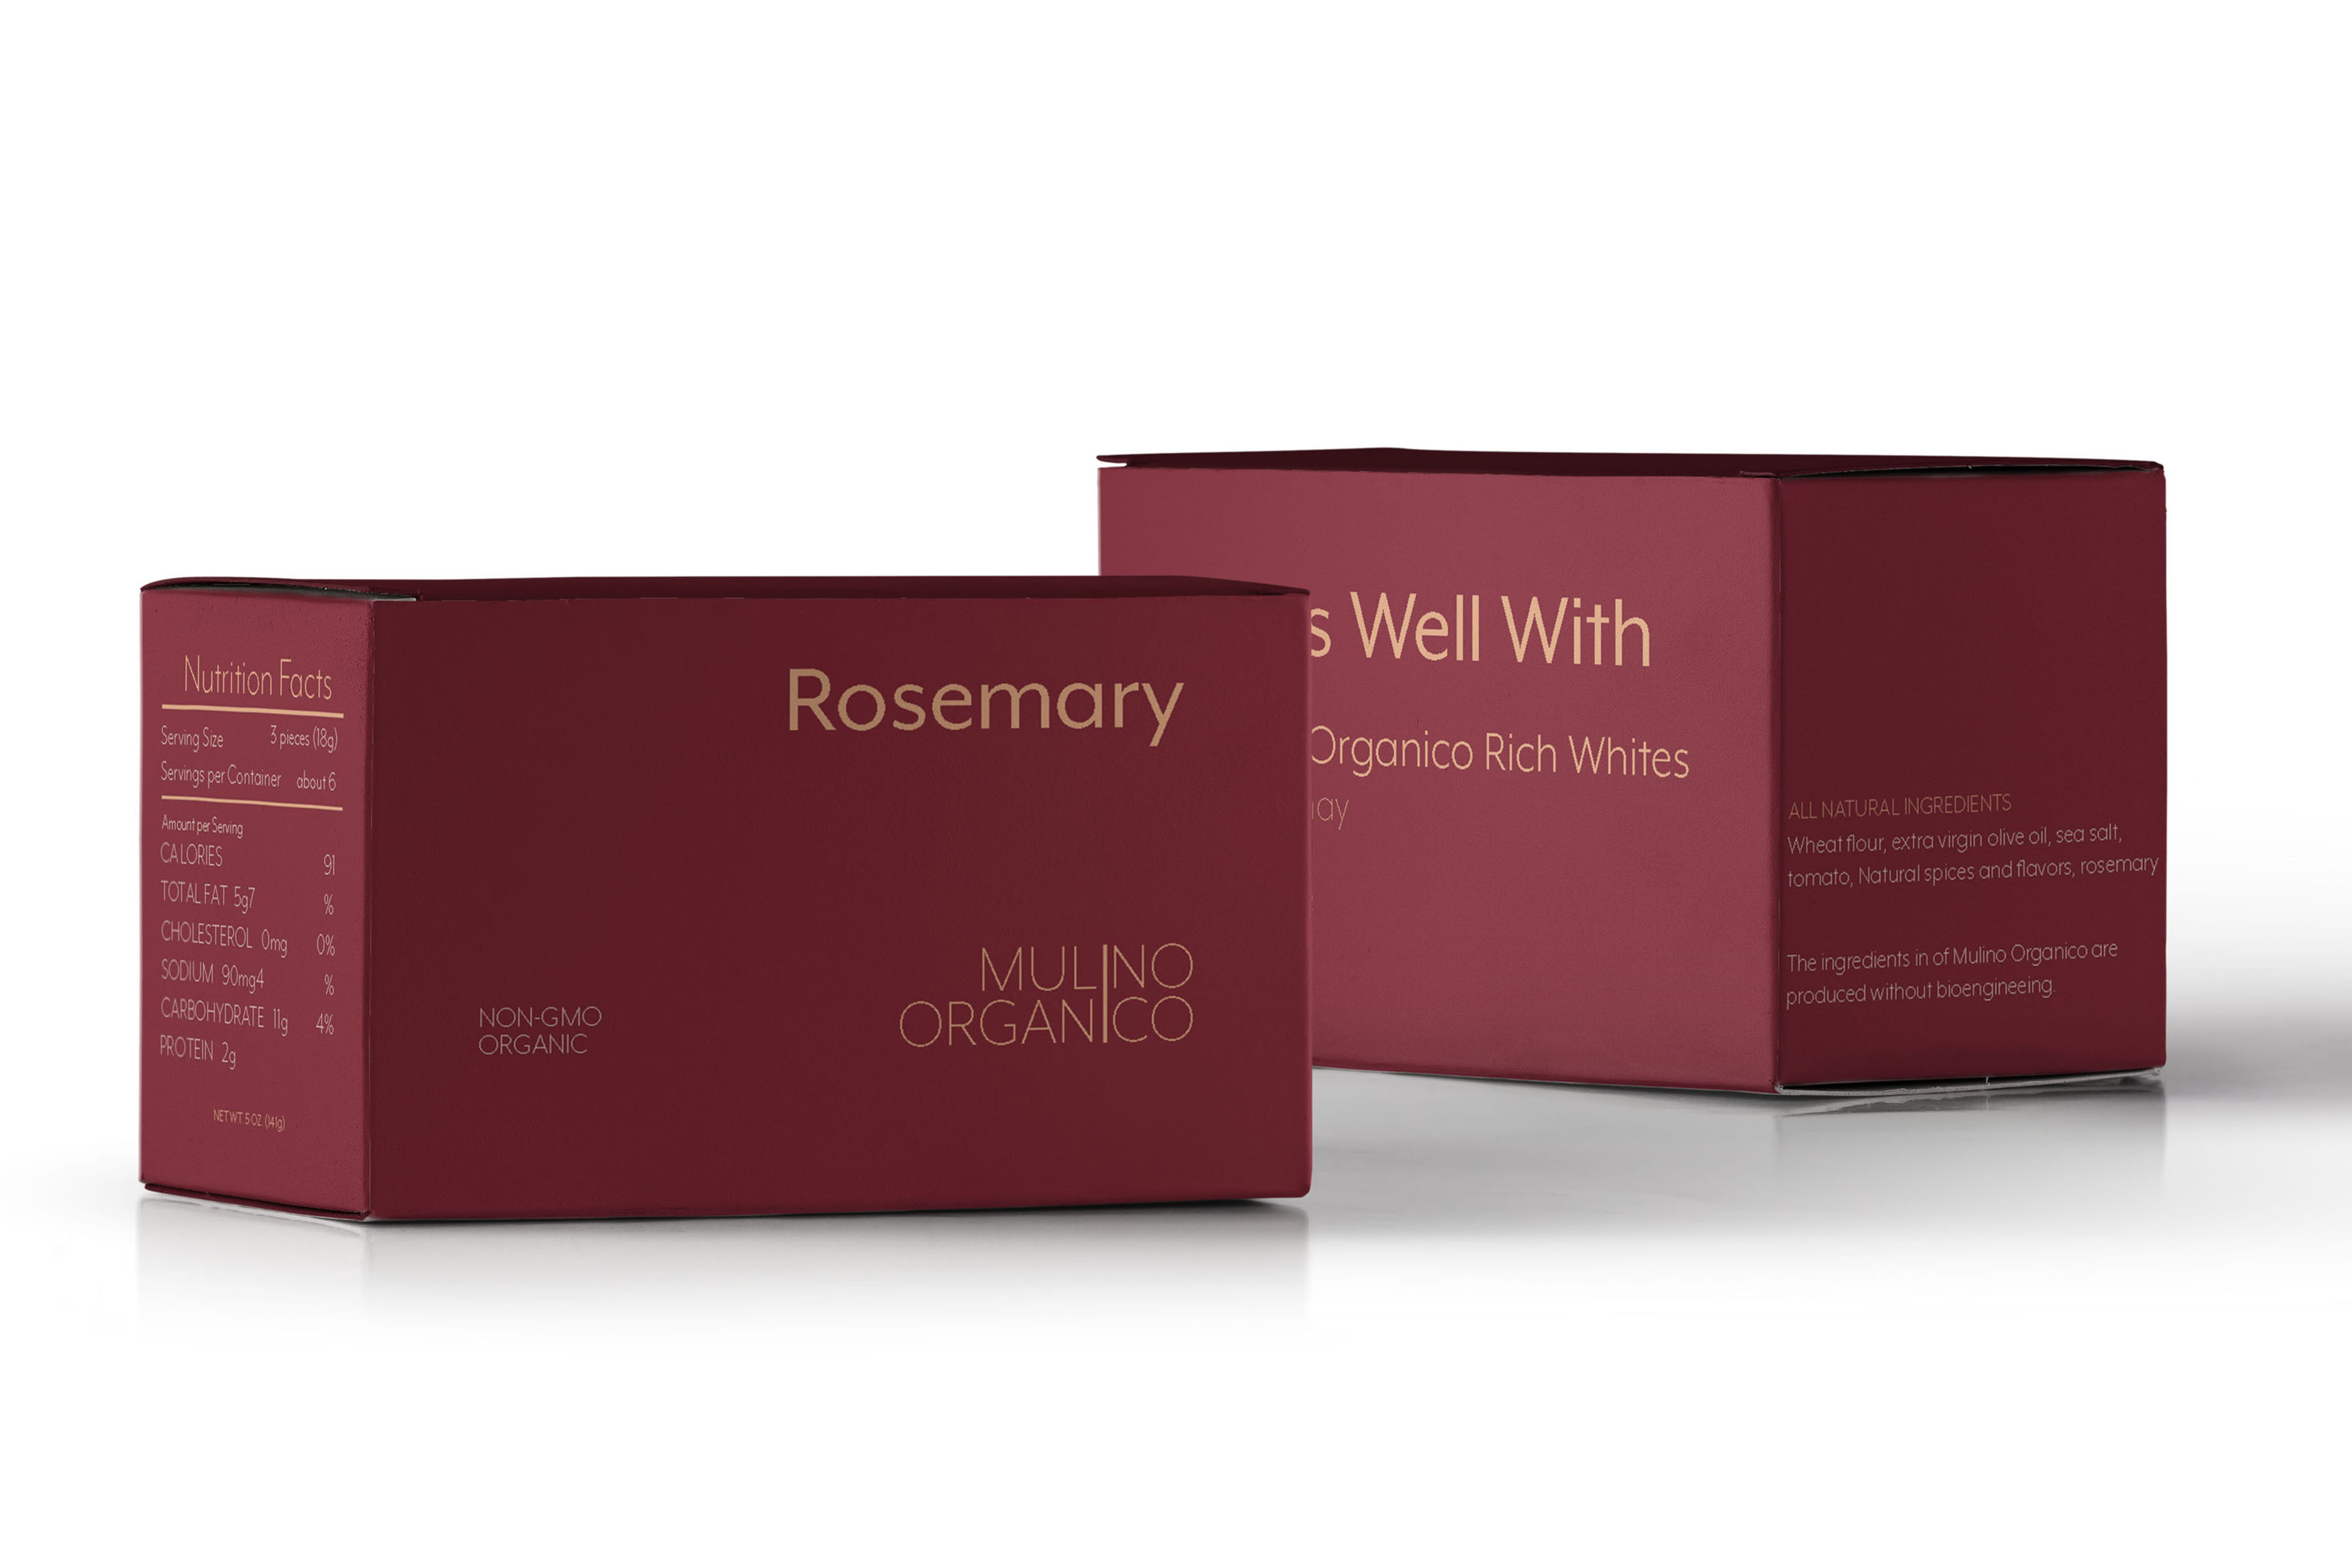 Nutrition Facts
Serving Size 3 pieces (18g)
Servings per Container about 6
Amount per Serving
CALORIES 91
TOTAL FAT 5g7 %
CHOLESTEROL 0mg 0%
SODIUM 90mg4 %
CARBOHYDRATE 11g 4%
PROTEIN 2g
NET WT. 5 OZ. (141g)
Rosemary
NON-GMO
ORGANIC
MULINO
ORGANICO
Well With
Organico Rich Whites
ALL NATURAL INGREDIENTS
Wheat flour, extra virgin olive oil, sea salt,
tomato, Natural spices and flavors, rosemary
The ingredients in of Mulino Organico are
produced without bioengineeing.